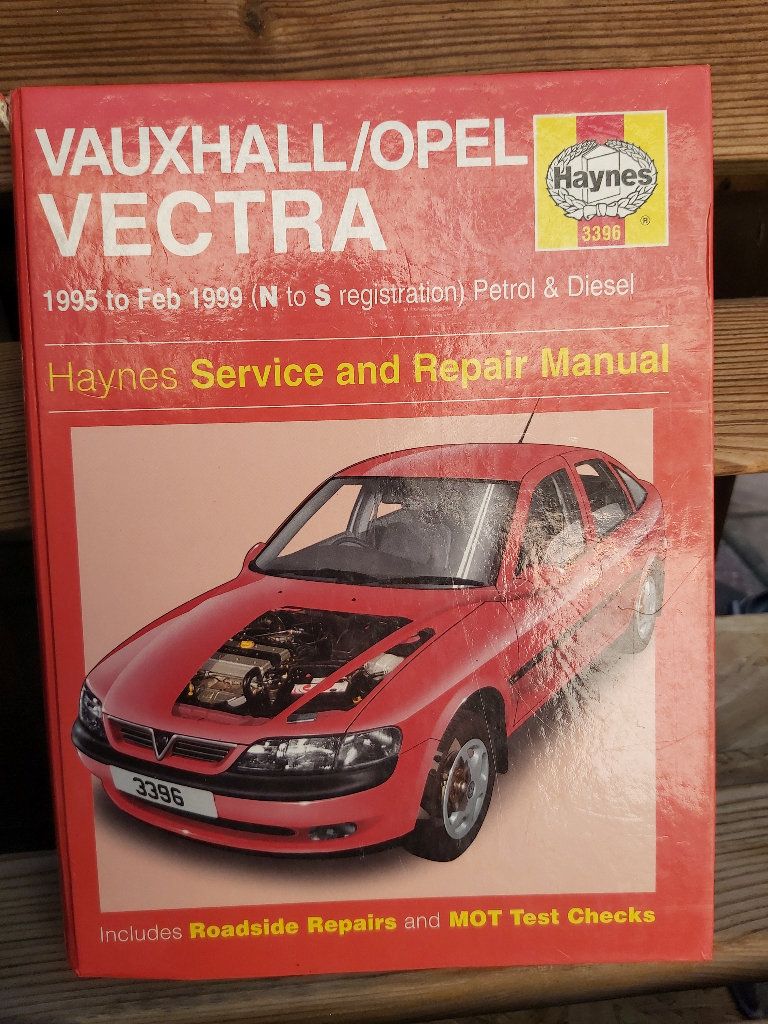 VAUXHALL/OPEL
VECTRA
Haynes
®
3396
1995 to Feb 1999 (N to S registration) Petrol & Diesel
Haynes Service and Repair Manual
3396
Includes Roadside Repairs and MOT Test Checks